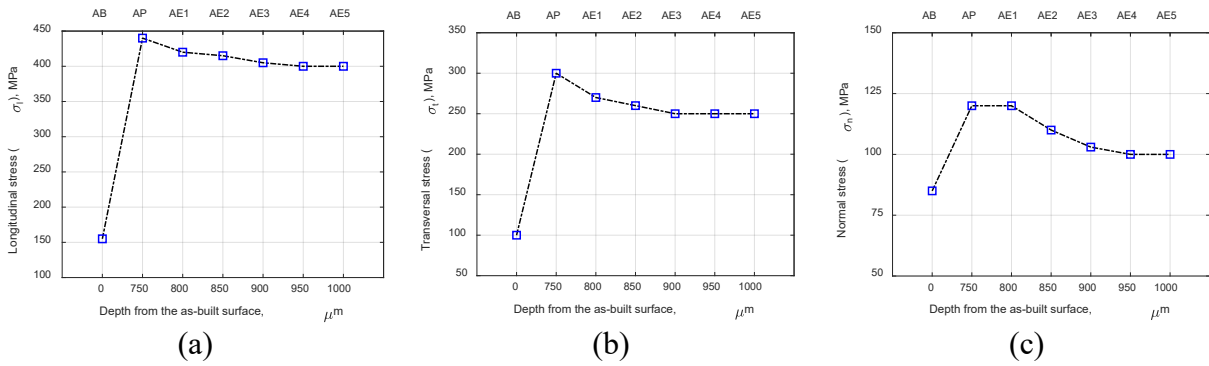 AB AP AE1 AE2 AE3 AE4 AE5
450
400
350
300
250
200
150
100
Longitudinal stress ( σl), MPa
0 750 800 850 900 950 1000
Depth from the as-built surface, μm
(a)
AB AP AE1 AE2 AE3 AE4 AE5
350
300
250
200
150
100
50
Transversal stress ( σt), MPa
0 750 800 850 900 950 1000
Depth from the as-built surface, μm
(b)
AB AP AE1 AE2 AE3 AE4 AE5
150
125
100
75
50
Normal stress ( σn), MPa
0 750 800 850 900 950 1000
Depth from the as-built surface, μm
(c)